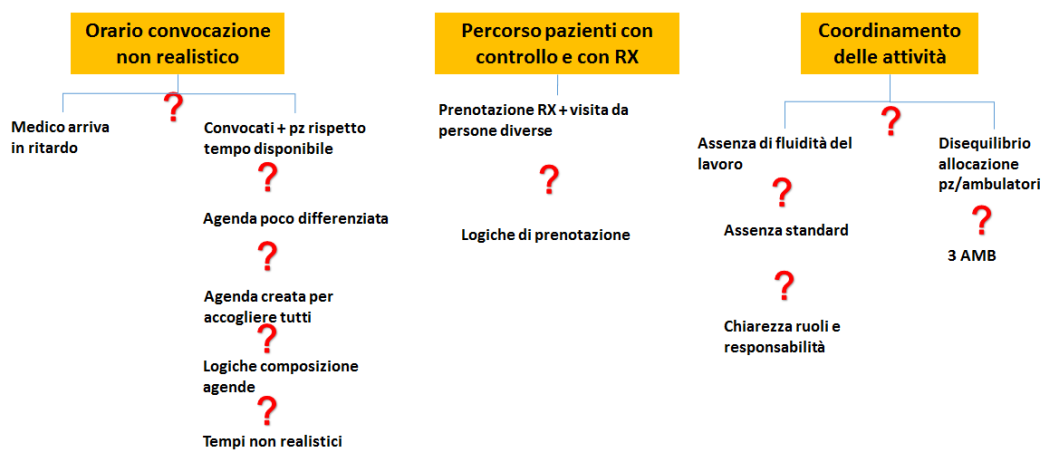 Orario convocazione
non realistico
?
Medico arriva
in ritardo
Convocati + pz rispetto
tempo disponibile
?
Agenda poco differenziata
?
Agenda creata per
accogliere tutti
?
Logiche composizione
agende
?
Tempi non realistici
Percorso pazienti con
controllo e con RX
Prenotazione RX + visita da
persone diverse
?
Logiche di prenotazione
Coordinamento
delle attività
?
Assenza di fluidità del
lavoro
?
Assenza standard
?
Chiarezza ruoli e
responsabilità
Disequilibrio
allocazione
pz/ambulatori
?
3 AMB